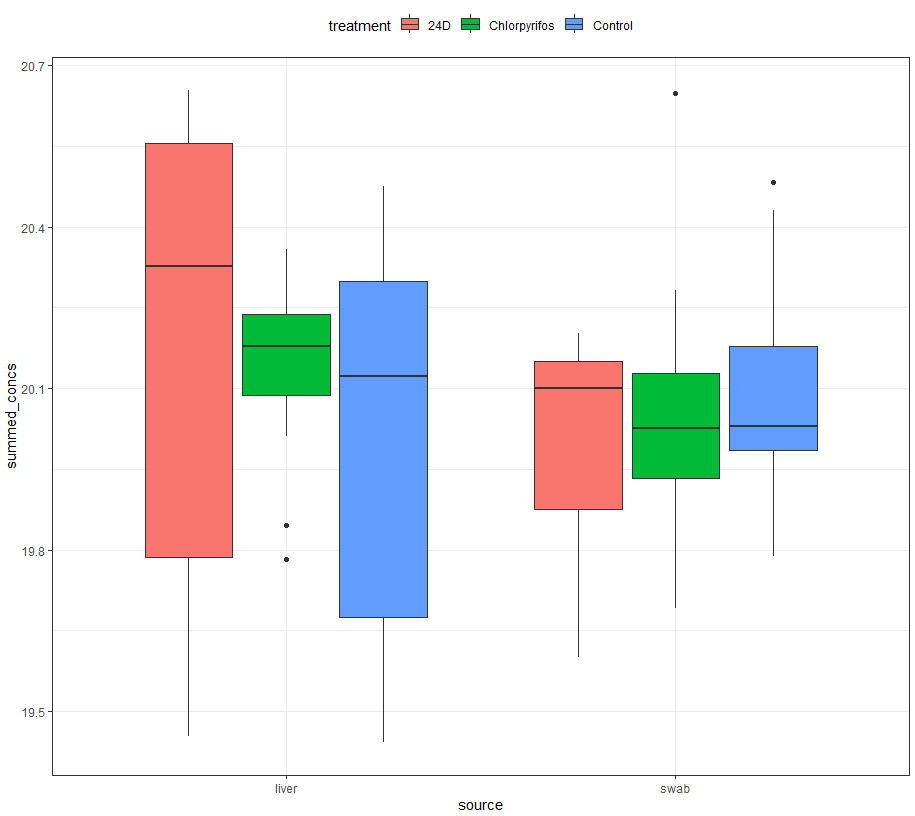 treatment 24D Chlorpyrifos Control
20.7
20.4
20.1
19.8
19.5
summed_concs
liver swab
source